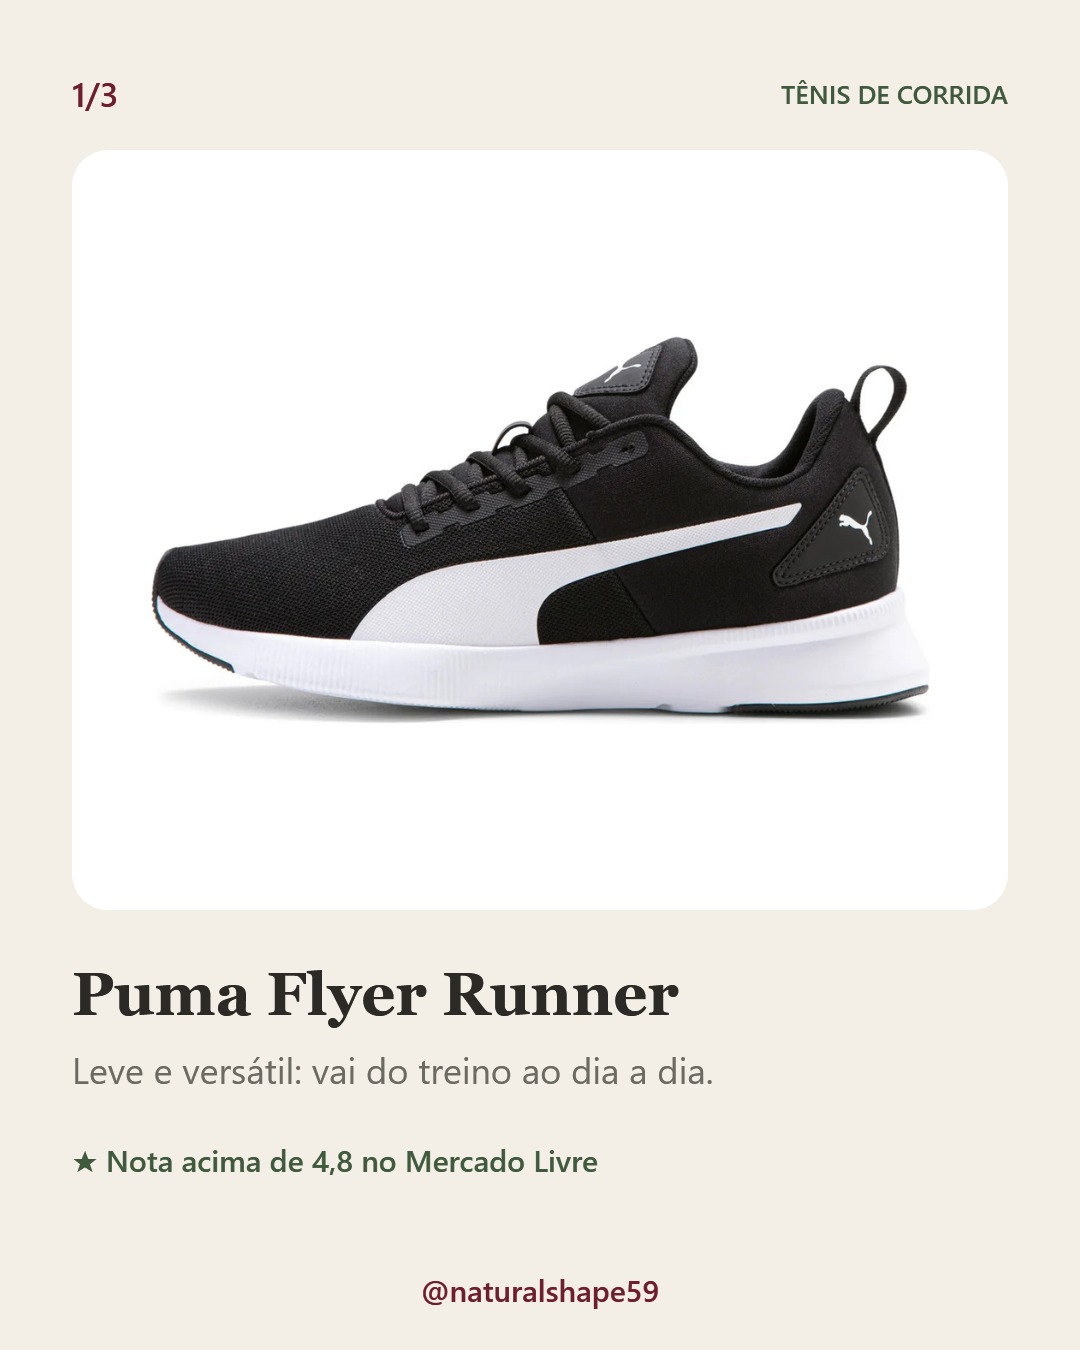 1/3
TÊNIS DE CORRIDA
Puma Flyer Runner
Leve e versátil: vai do treino ao dia a dia.
★ Nota acima de 4,8 no Mercado Livre
@naturalshape59